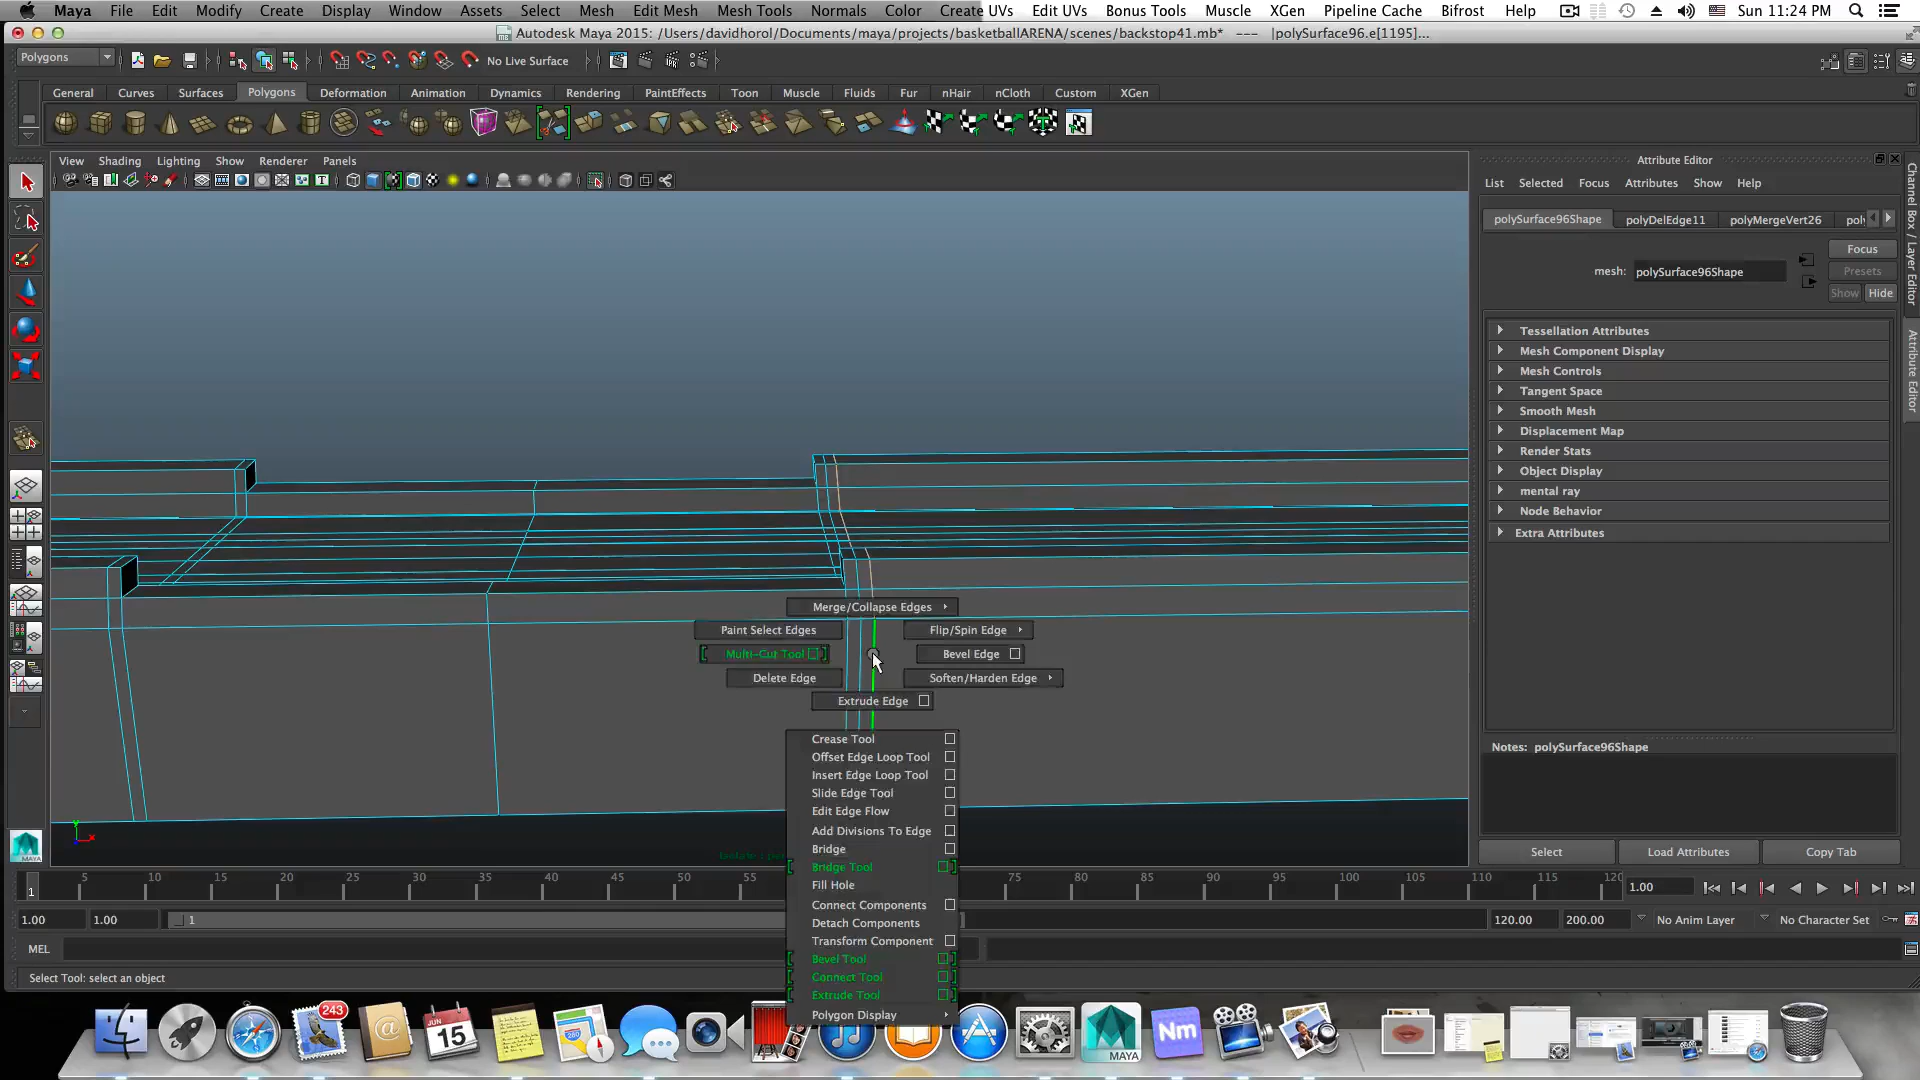 Maya File Edit Modify Create Display Window Assets Select Mesh Edit Mesh Mesh Tools Normals Color Create UVs Edit UVs Bonus Tools Muscle XGen Pipeline Cache Bifrost Help Sun 11:24 PM
Autodesk Maya 2015: /Users/davidhorol/Documents/maya/projects/basketballARENA/scenes/backstop41.mb* --- |polySurface96.e[1195]...
Polygons No Live Surface
General Curves Surfaces Polygons Deformation Animation Dynamics Rendering PaintEffects Toon Muscle Fluids Fur nHair nCloth Custom XGen
View Shading Lighting Show Renderer Panels
Attribute Editor
List Selected Focus Attributes Show Help
polySurface96Shape polyDelEdge11 polyMergeVert26 pol
Focus
mesh: polySurface96Shape Presets
Show Hide
Tessellation Attributes
Mesh Component Display
Mesh Controls
Tangent Space
Smooth Mesh
Displacement Map
Render Stats
Object Display
mental ray
Node Behavior
Extra Attributes
Channel Box / Layer Editor
Attribute Editor
Merge/Collapse Edges
Paint Select Edges Flip/Spin Edge
Multi-Cut Tool Bevel Edge
Delete Edge Soften/Harden Edge
Extrude Edge
Crease Tool
Offset Edge Loop Tool
Insert Edge Loop Tool
Slide Edge Tool
Edit Edge Flow
Add Divisions To Edge
Bridge
Bridge Tool
Fill Hole
Connect Components
Detach Components
Transform Component
Bevel Tool
Connect Tool
Extrude Tool
Polygon Display
Notes: polySurface96Shape
Select Load Attributes Copy Tab
y x
MAYA
1 5 10 15 20 25 30 35 40 45 50 55 75 80 85 90 95 100 105 110 115 120 1.00
1.00 1.00 1 120.00 200.00 No Anim Layer No Character Set
MEL
Select Tool: select an object
243
JUN
15
280
MAYA
Nm